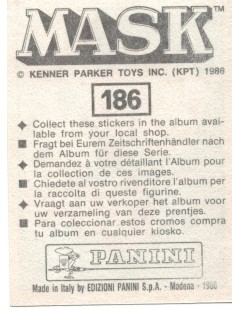 MASK™
© KENNER PARKER TOYS INC. (KPT) 1986
186
Collect these stickers in the album avai-
lable from your local shop.
Fragt bei Eurem Zeitschriftenhändler nach
dem Album für diese Serie.
Demandez à votre détaillant l'Album pour
la collection de ces images.
Chiedete al vostro rivenditore l'album per
la raccolta di queste figurine.
Vraagt aan uw verkoper het album voor
uw verzameling van deze prentjes.
Para coleccionar estos cromos compra
tu album en cualquier kiosko.
PANINI
Made in Italy by EDIZIONI PANINI S.p.A. - Modena - 1986